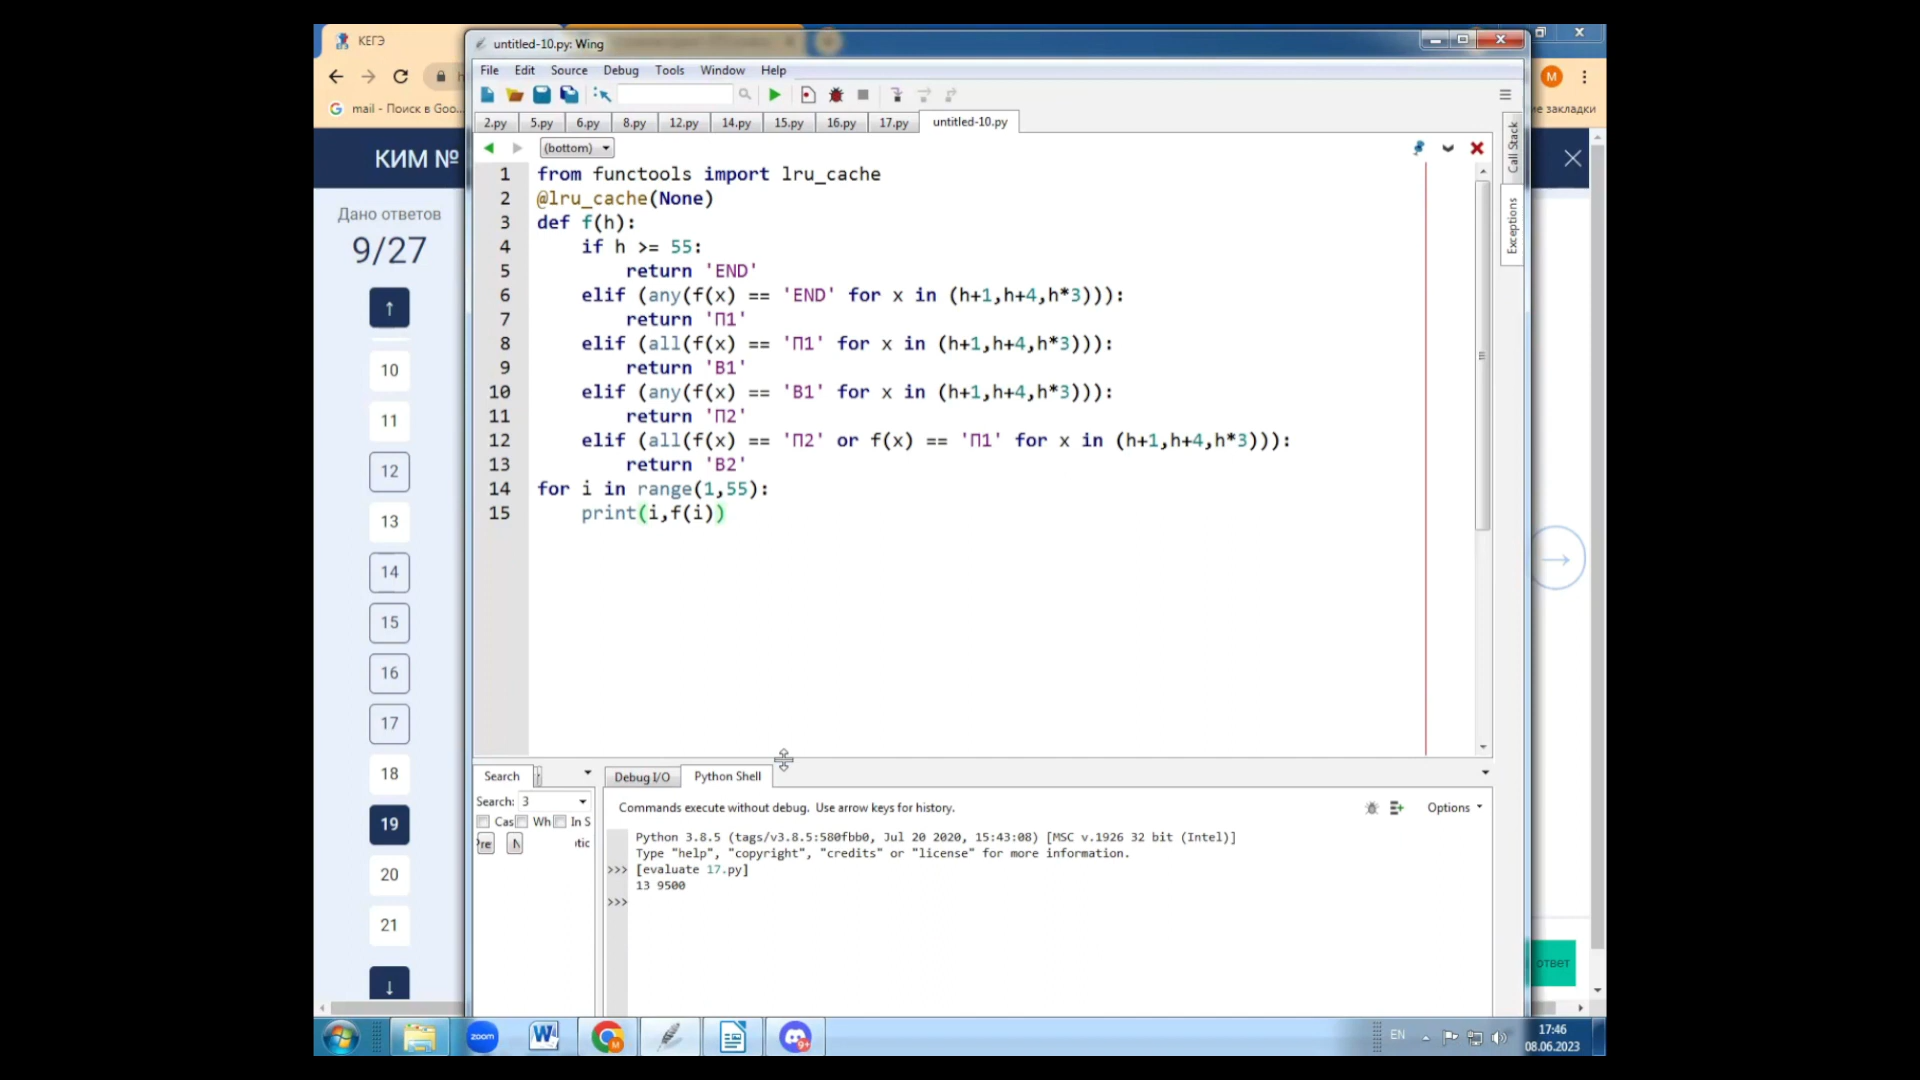 КЕГЭ
untitled-10.py: Wing
File Edit Source Debug Tools Window Help
mail - Поиск в Goo...
ие закладки
M
2.py 5.py 6.py 8.py 12.py 14.py 15.py 16.py 17.py untitled-10.py
(bottom)
КИМ №
Дано ответов
9/27
↑
10
11
12
13
14
15
16
17
18
19
20
21
↓
1 from functools import lru_cache
2 @lru_cache(None)
3 def f(h):
4 if h >= 55:
5 return 'END'
6 elif (any(f(x) == 'END' for x in (h+1,h+4,h*3))):
7 return 'П1'
8 elif (all(f(x) == 'П1' for x in (h+1,h+4,h*3))):
9 return 'В1'
10 elif (any(f(x) == 'В1' for x in (h+1,h+4,h*3))):
11 return 'П2'
12 elif (all(f(x) == 'П2' or f(x) == 'П1' for x in (h+1,h+4,h*3))):
13 return 'В2'
14 for i in range(1,55):
15 print(i,f(i))
Call Stack
Exceptions
Search
Search: 3
Cas Wh In S
Debug I/O Python Shell
Commands execute without debug. Use arrow keys for history.
Options
Python 3.8.5 (tags/v3.8.5:580fbb0, Jul 20 2020, 15:43:08) [MSC v.1926 32 bit (Intel)]
Type "help", "copyright", "credits" or "license" for more information.
>>> [evaluate 17.py]
13 9500
>>>
ответ
zoom
W
M
9+
EN
17:46
08.06.2023